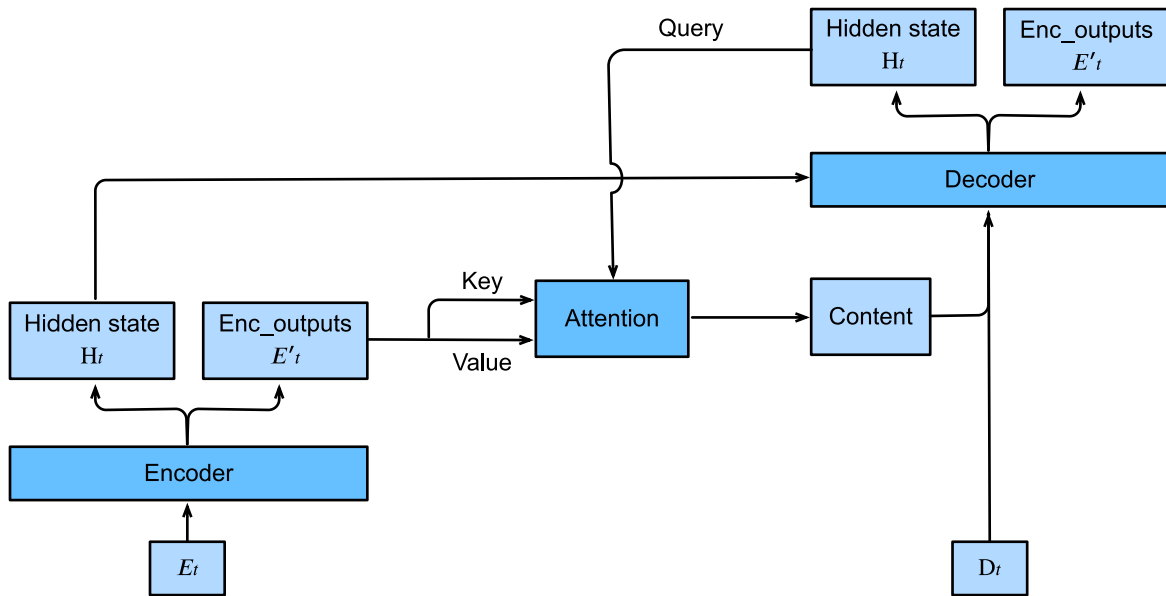 Query
Hidden state
Ht
Enc_outputs
E't
Decoder
Key
Value
Attention
Content
Hidden state
Ht
Enc_outputs
E't
Encoder
Et
Dt